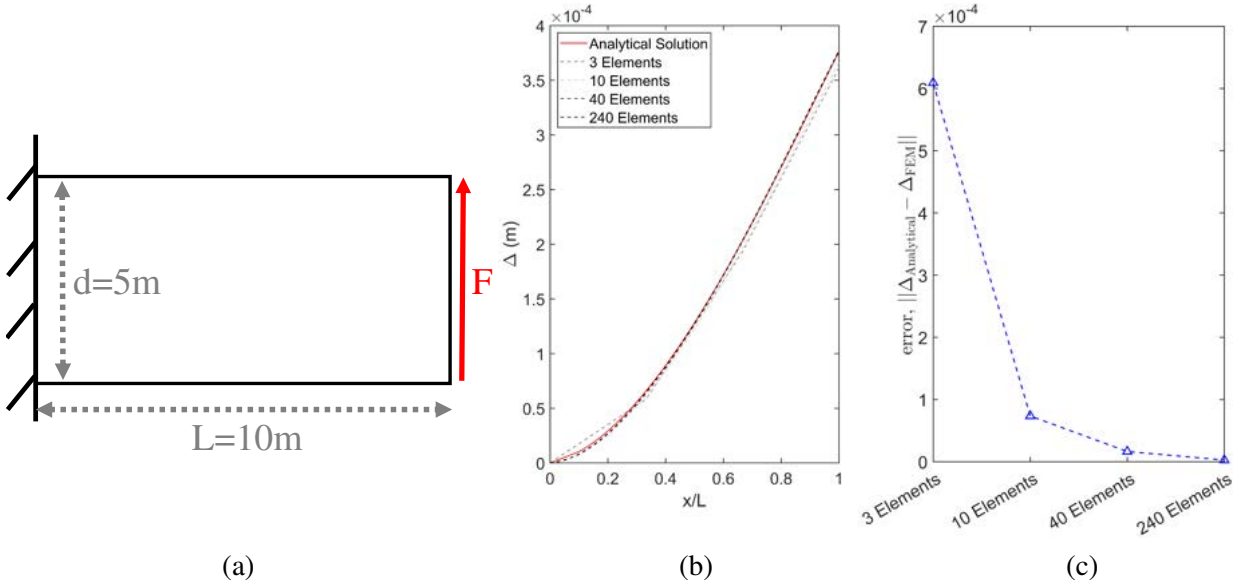 d=5m
F
L=10m
(a)
×10⁻⁴
4
3.5
3
2.5
2
1.5
1
0.5
0
Δ (m)
Analytical Solution
3 Elements
10 Elements
40 Elements
240 Elements
0 0.2 0.4 0.6 0.8 1
x/L
(b)
×10⁻⁴
7
6
5
4
3
2
1
0
error, ||Δ_Analytical − Δ_FEM||
3 Elements
10 Elements
40 Elements
240 Elements
(c)